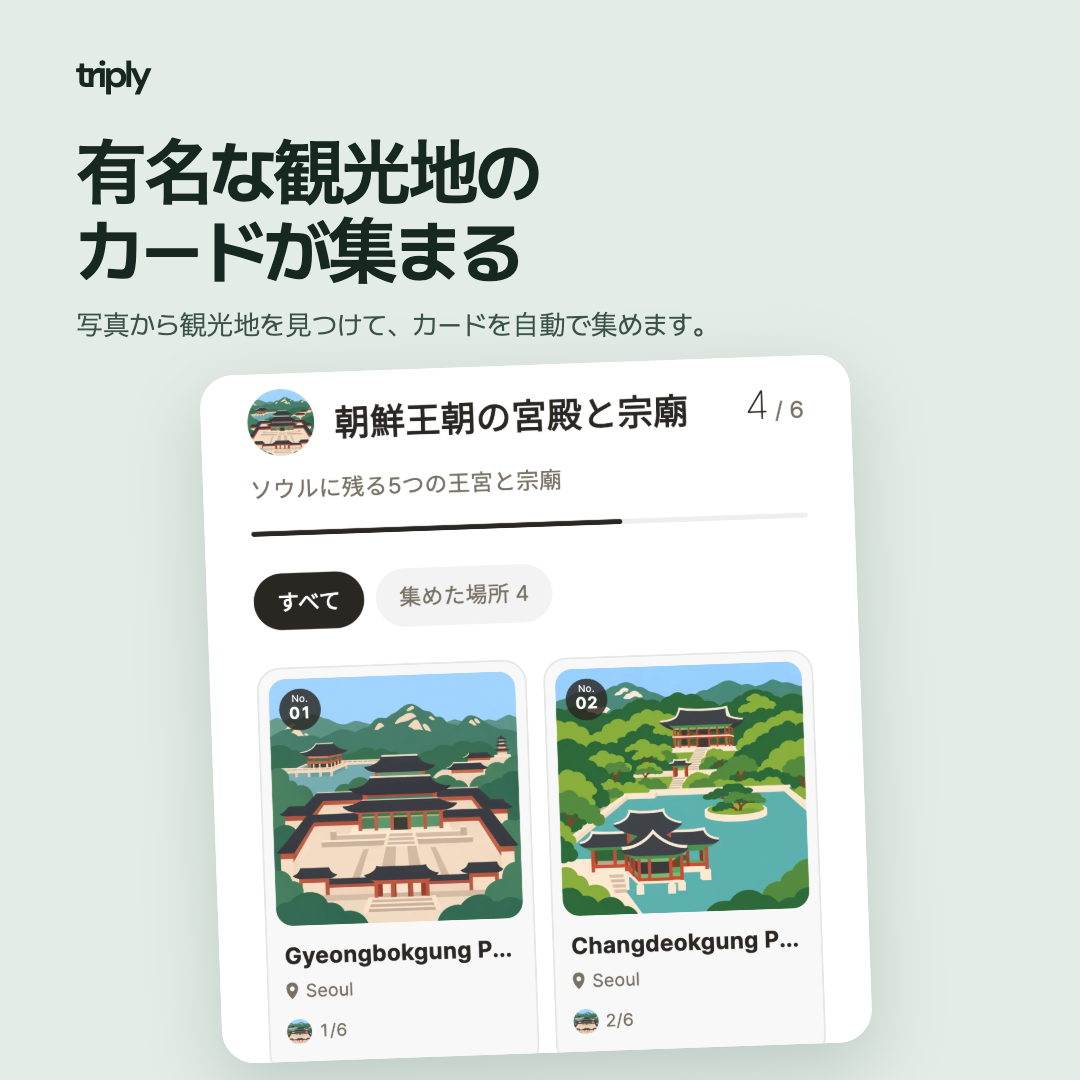 triply
有名な観光地の
カードが集まる
写真から観光地を見つけて、カードを自動で集めます。
朝鮮王朝の宮殿と宗廟
4 / 6
ソウルに残る5つの王宮と宗廟
すべて
集めた場所 4
No.
01
Gyeongbokgung P...
Seoul
1/6
No.
02
Changdeokgung P...
Seoul
2/6